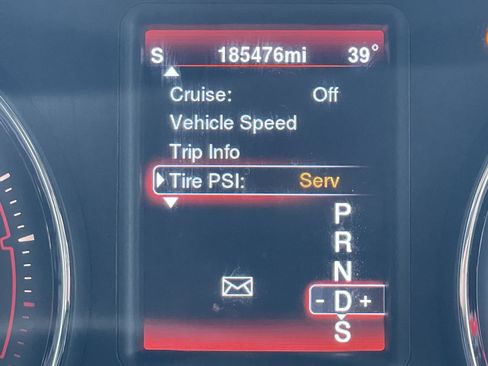 S 185476mi 39°
Cruise: Off
Vehicle Speed
Trip Info
Tire PSI: Serv
P
R
N
- D +
S